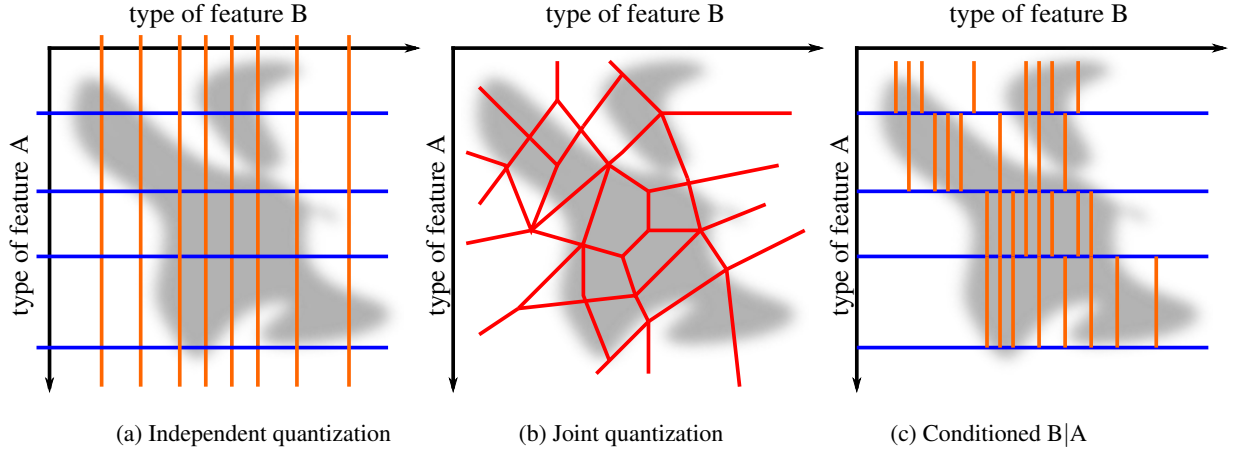 type of feature B
type of feature B
type of feature B
type of feature A
type of feature A
type of feature A
(a) Independent quantization
(b) Joint quantization
(c) Conditioned B|A